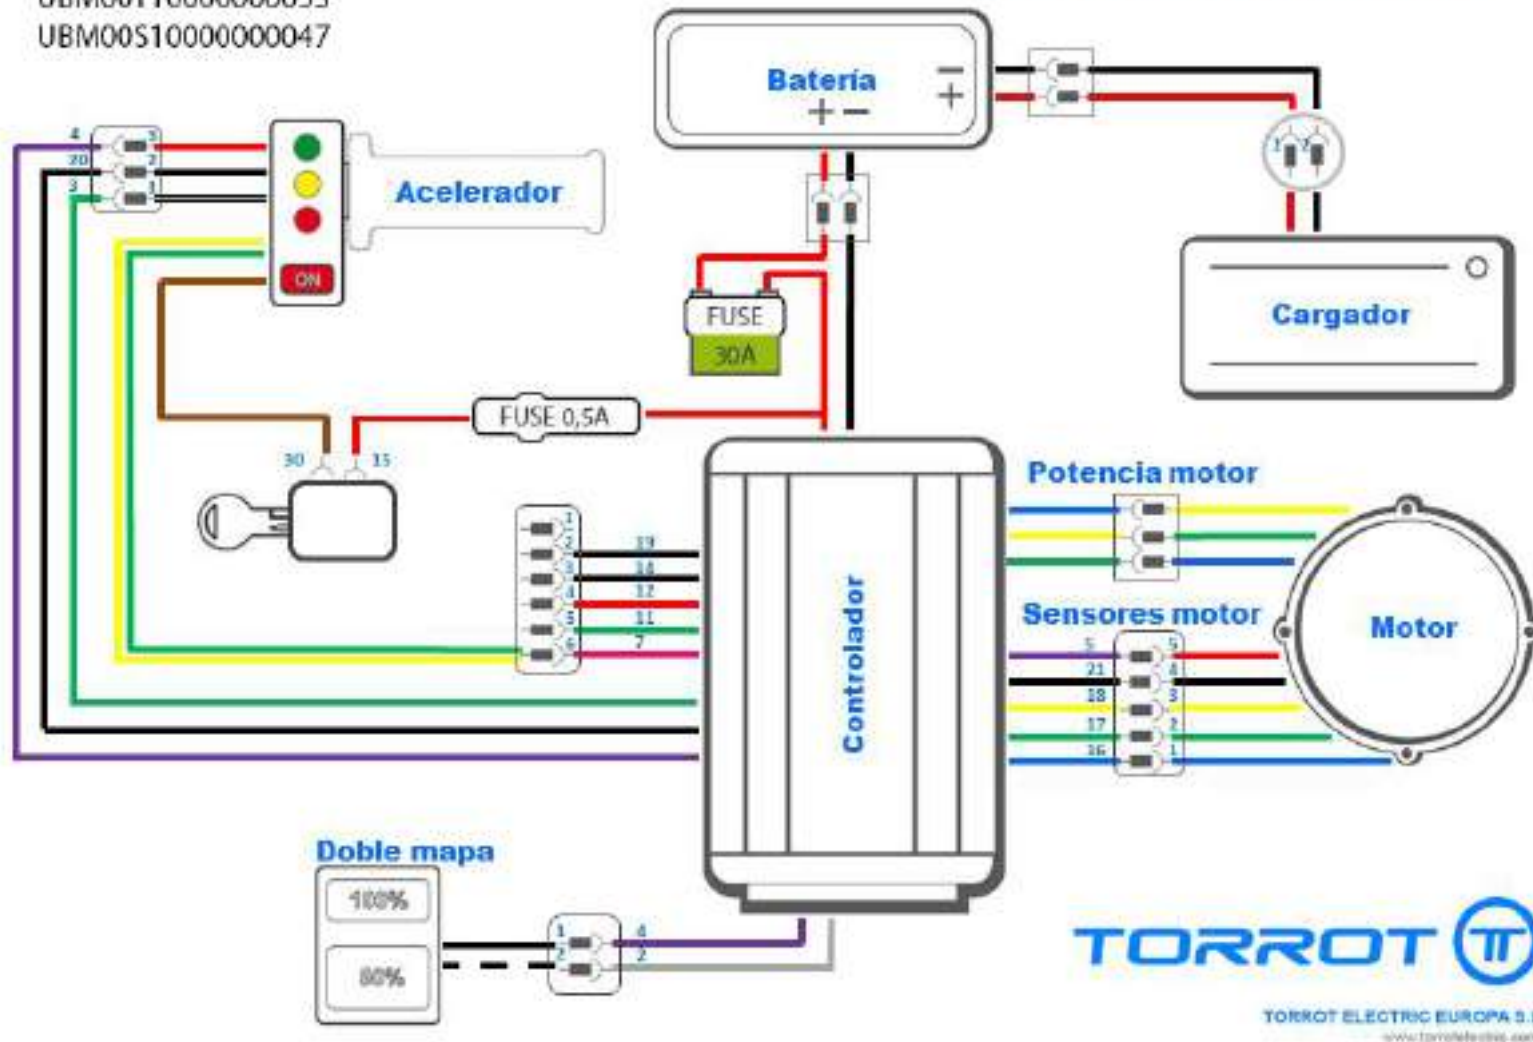 UBM00S10000000047
Batería
− +
+ −
4 3
20 2
3 1
Acelerador
ON
1 2
Cargador
FUSE
30A
FUSE 0,5A
30 15
Potencia motor
Sensores motor
Motor
Controlador
1
2 19
3 14
4 12
5 11
6 7
5 5
21 4
18 3
17 2
16 1
Doble mapa
100%
80%
1 4
2 2
TORROT
TORROT ELECTRIC EUROPA S.